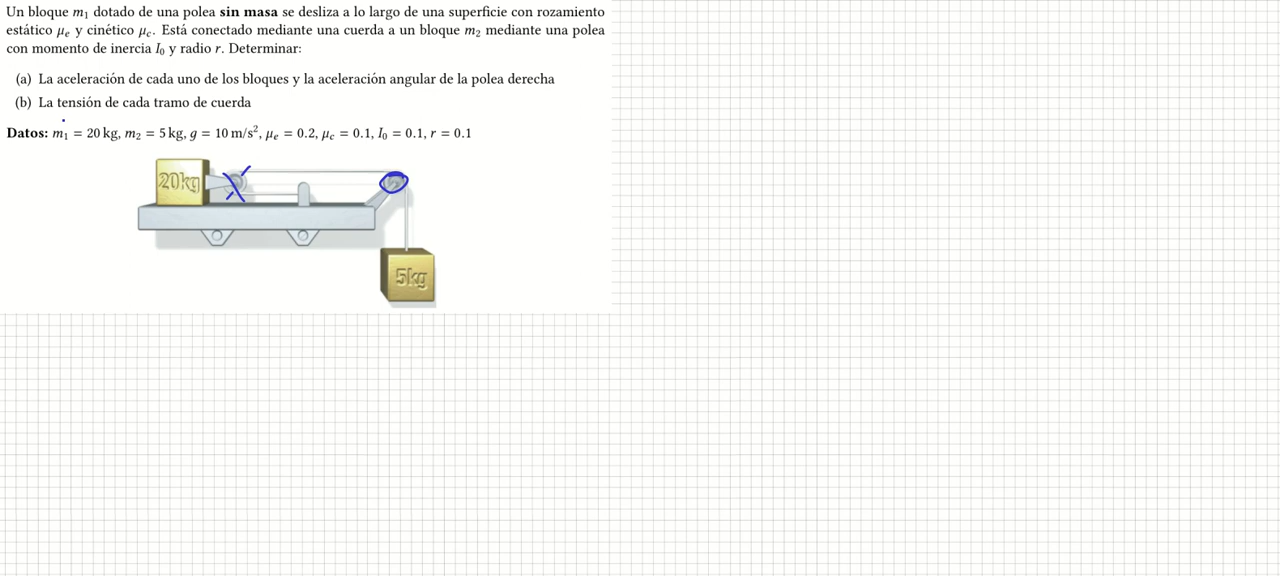 Un bloque m₁ dotado de una polea sin masa se desliza a lo largo de una superficie con rozamiento
estático μₑ y cinético μ꜀. Está conectado mediante una cuerda a un bloque m₂ mediante una polea
con momento de inercia I₀ y radio r. Determinar:
(a) La aceleración de cada uno de los bloques y la aceleración angular de la polea derecha
(b) La tensión de cada tramo de cuerda
Datos: m₁ = 20 kg, m₂ = 5 kg, g = 10 m/s², μₑ = 0.2, μ꜀ = 0.1, I₀ = 0.1, r = 0.1
20kg
5kg